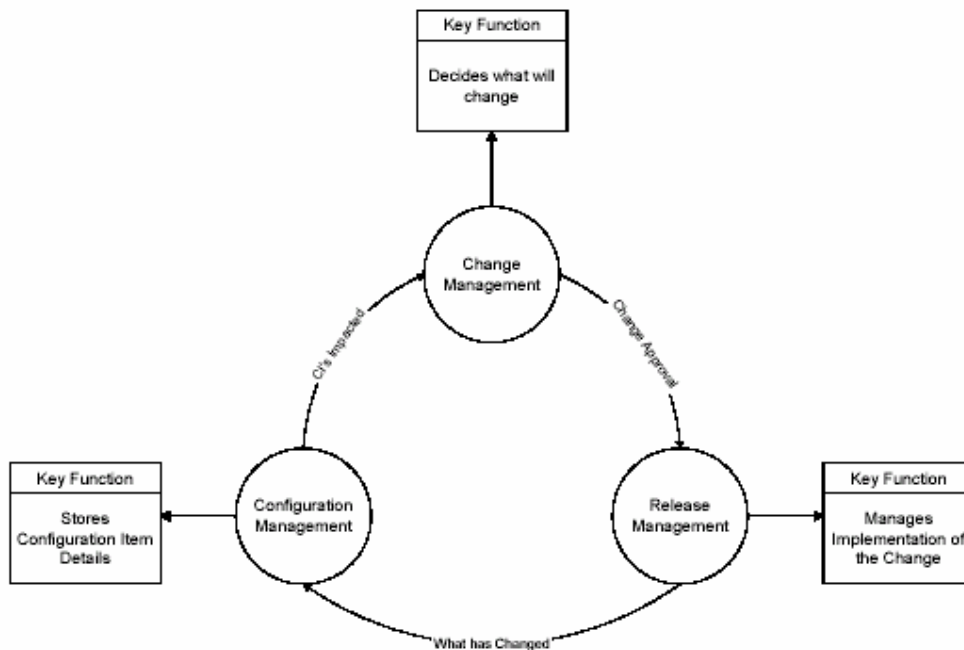 Key Function
Decides what will
change
Change
Management
CI's Impacted
Change Approval
Key Function
Stores
Configuration Item
Details
Configuration
Management
Release
Management
Key Function
Manages
Implementation of
the Change
What has Changed